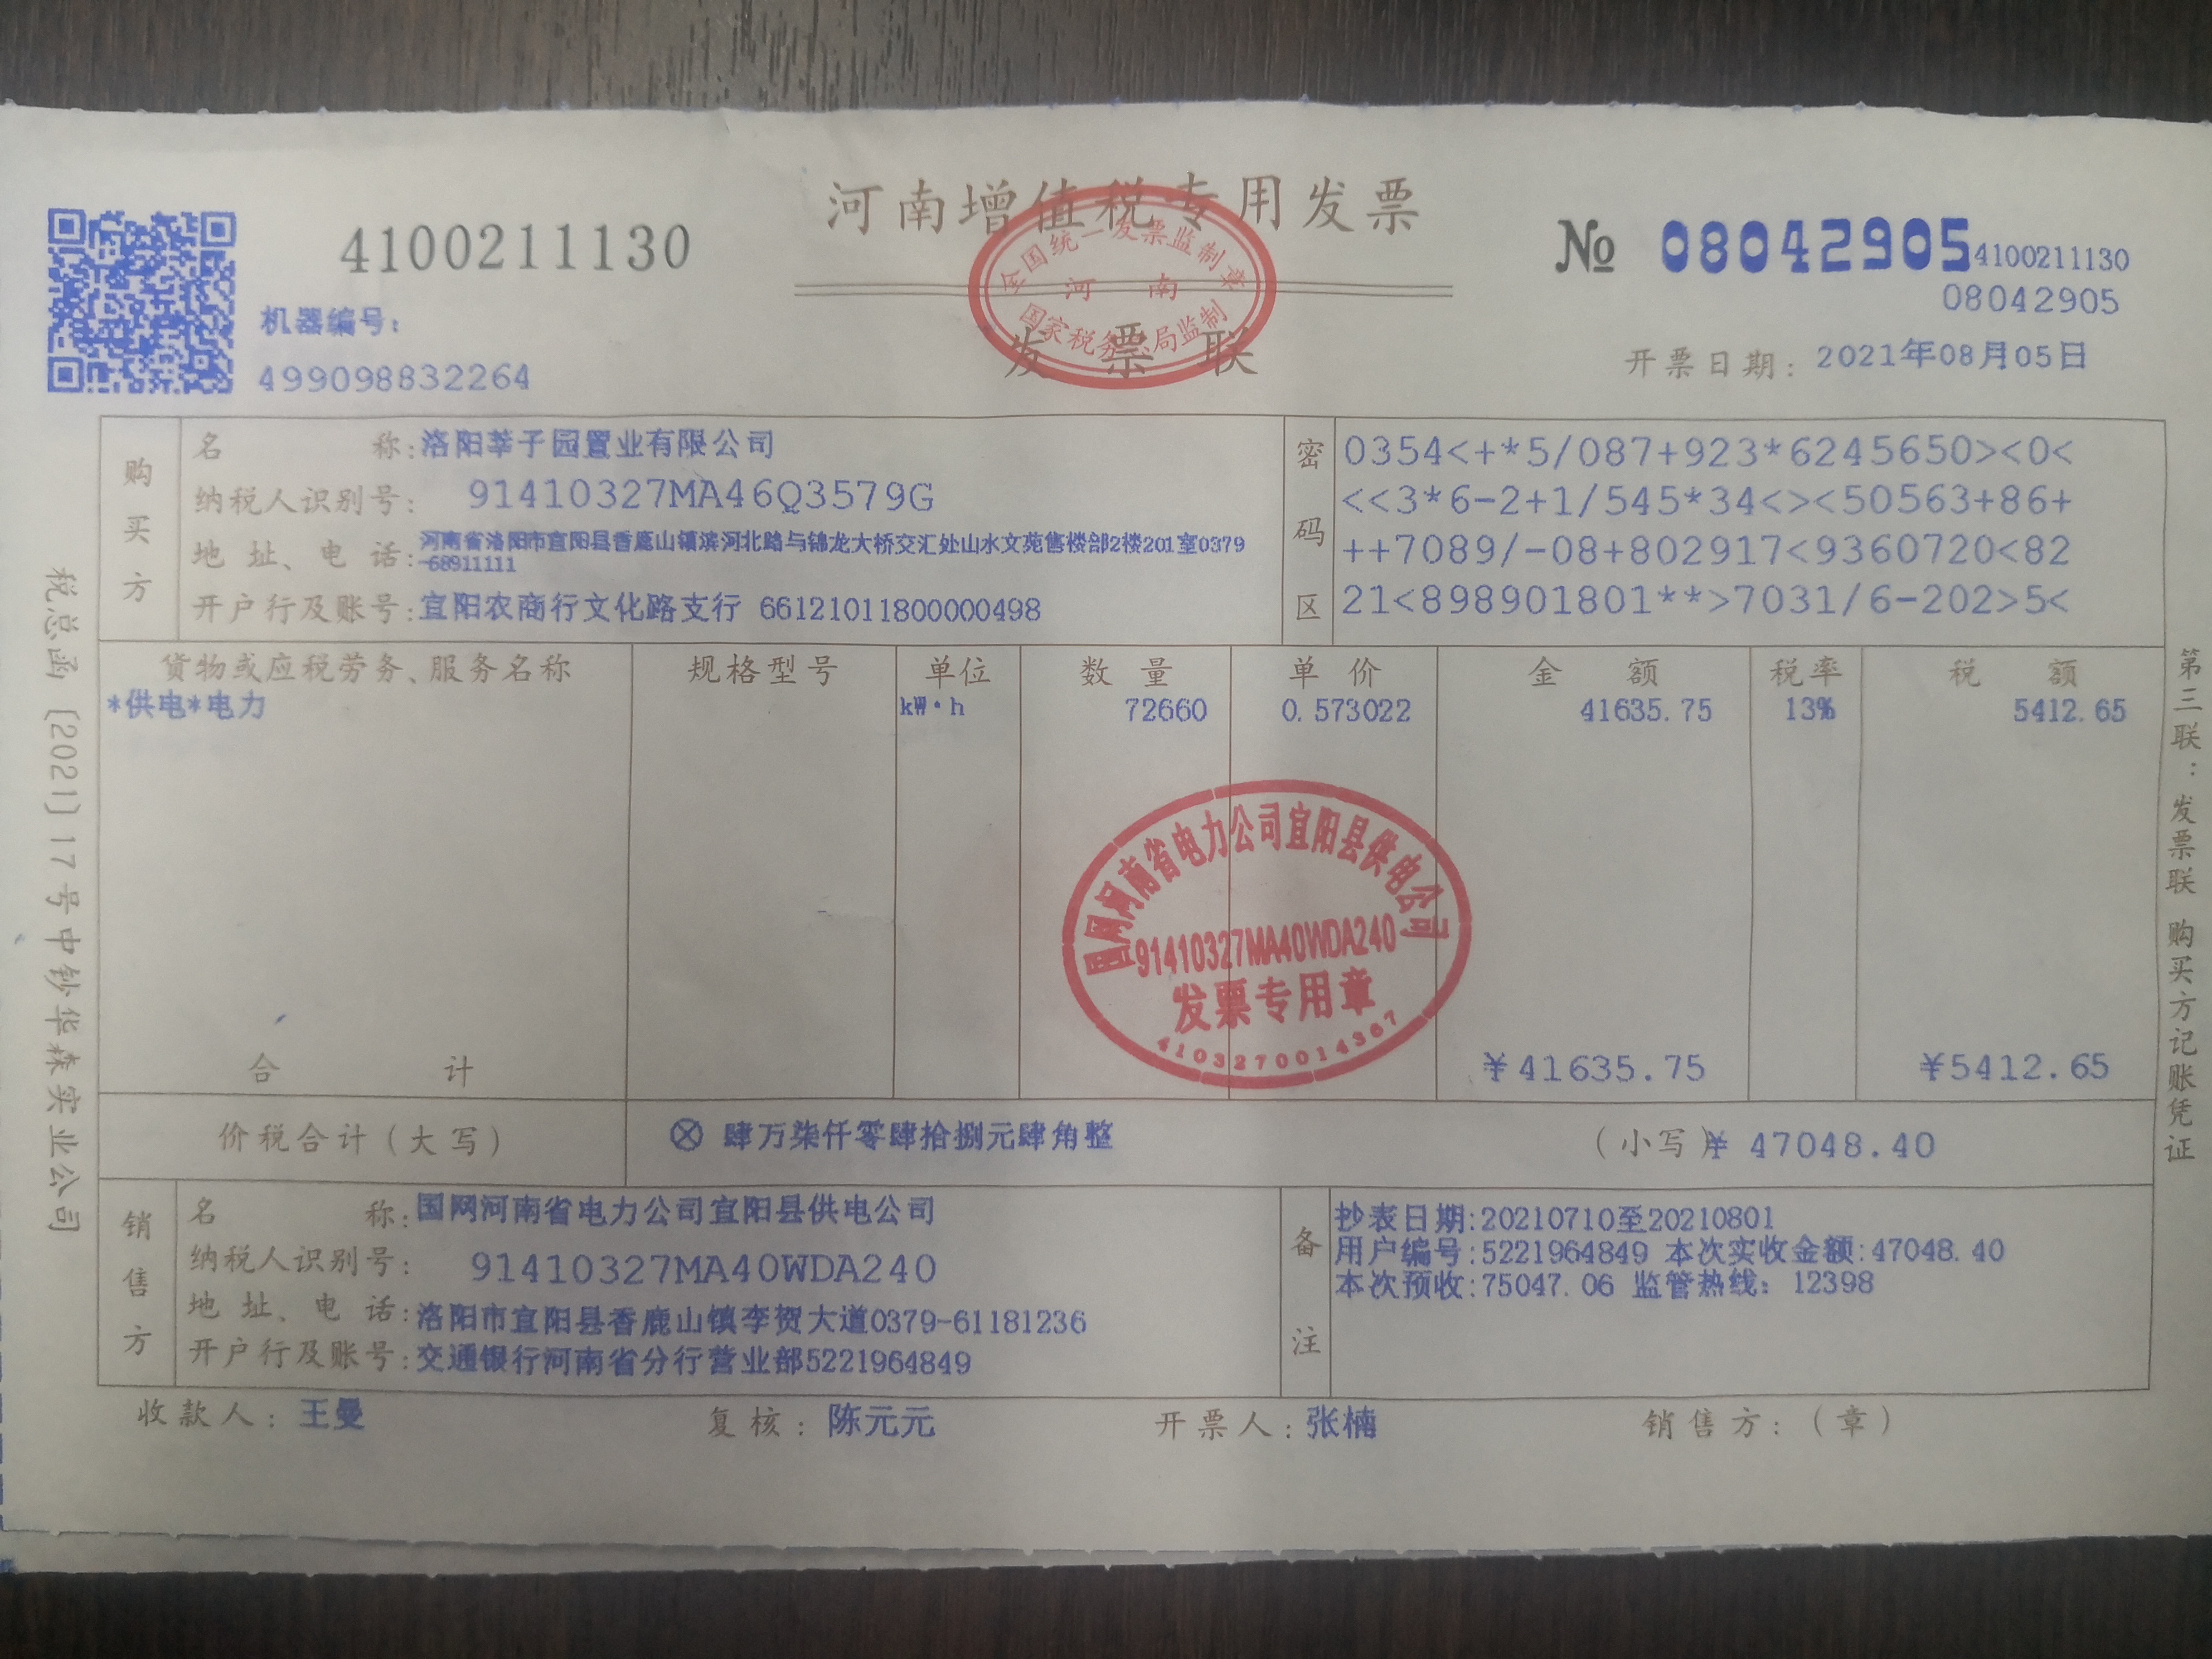 河南增值税专用发票
4100211130
№ 08042905
4100211130
08042905
机器编号:
499098832264
全国统一发票监制章
河南
国家税务总局监制
发票联
开票日期: 2021年08月05日
购买方
名称: 洛阳莘子园置业有限公司
纳税人识别号: 91410327MA46Q3579G
地址、电话: 河南省洛阳市宜阳县香鹿山镇滨河北路与锦龙大桥交汇处山水文苑售楼部2楼201室0379
-68911111
开户行及账号: 宜阳农商行文化路支行 66121011800000498
密码区
0354<+*5/087+923*6245650><0<
<<3*6-2+1/545*34<><50563+86+
++7089/-08+802917<9360720<82
21<898901801**>7031/6-202>5<
货物或应税劳务、服务名称 规格型号 单位 数量 单价 金额 税率 税额
*供电*电力 kW·h 72660 0.573022 41635.75 13% 5412.65
国网河南省电力公司宜阳县供电公司
91410327MA40WDA240
发票专用章
4103270014367
合计 ¥41635.75 ¥5412.65
价税合计(大写) ⊗ 肆万柒仟零肆拾捌元肆角整 (小写)¥ 47048.40
销售方
名称: 国网河南省电力公司宜阳县供电公司
纳税人识别号: 91410327MA40WDA240
地址、电话: 洛阳市宜阳县香鹿山镇李贺大道0379-61181236
开户行及账号: 交通银行河南省分行营业部5221964849
备注
抄表日期:20210710至20210801
用户编号:5221964849 本次实收金额:47048.40
本次预收:75047.06 监管热线: 12398
收款人: 王曼 复核: 陈元元 开票人: 张楠 销售方:(章)
税总函〔2021〕17号中钞华森实业公司
第三联:发票联 购买方记账凭证